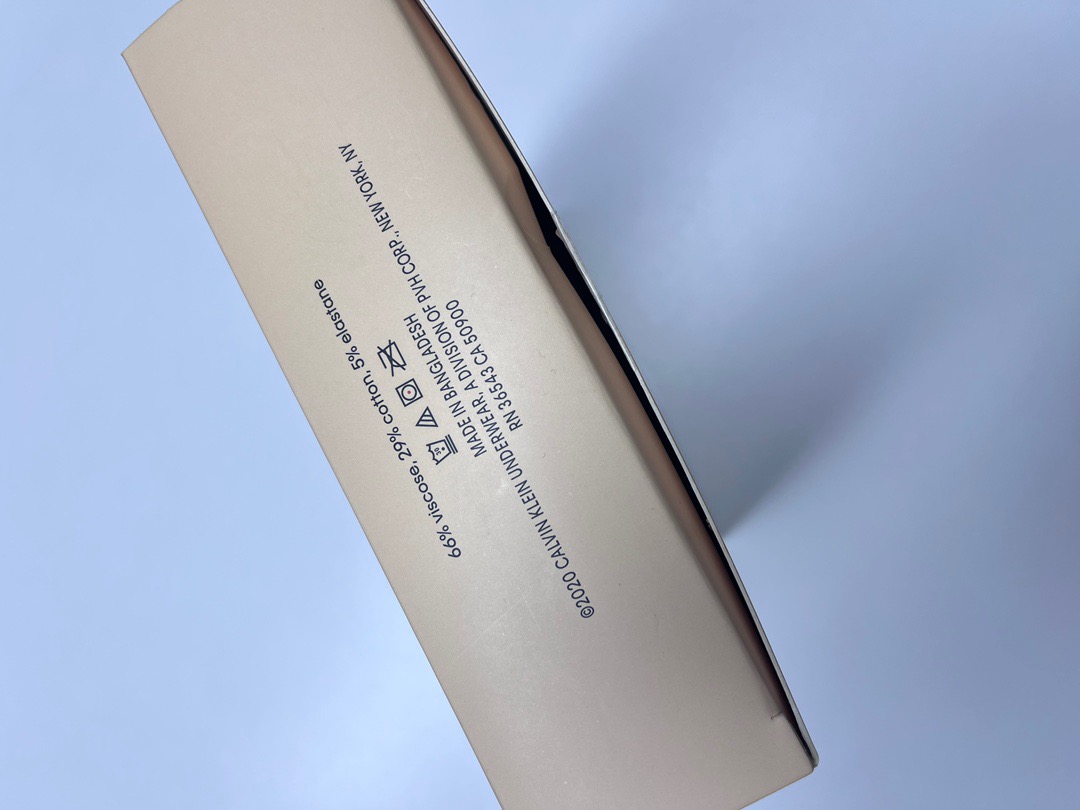 66% viscose, 29% cotton, 5% elastane
30
MADE IN BANGLADESH
©2020 CALVIN KLEIN UNDERWEAR, A DIVISION OF PVH CORP., NEW YORK, NY
RN 36543 CA 50900